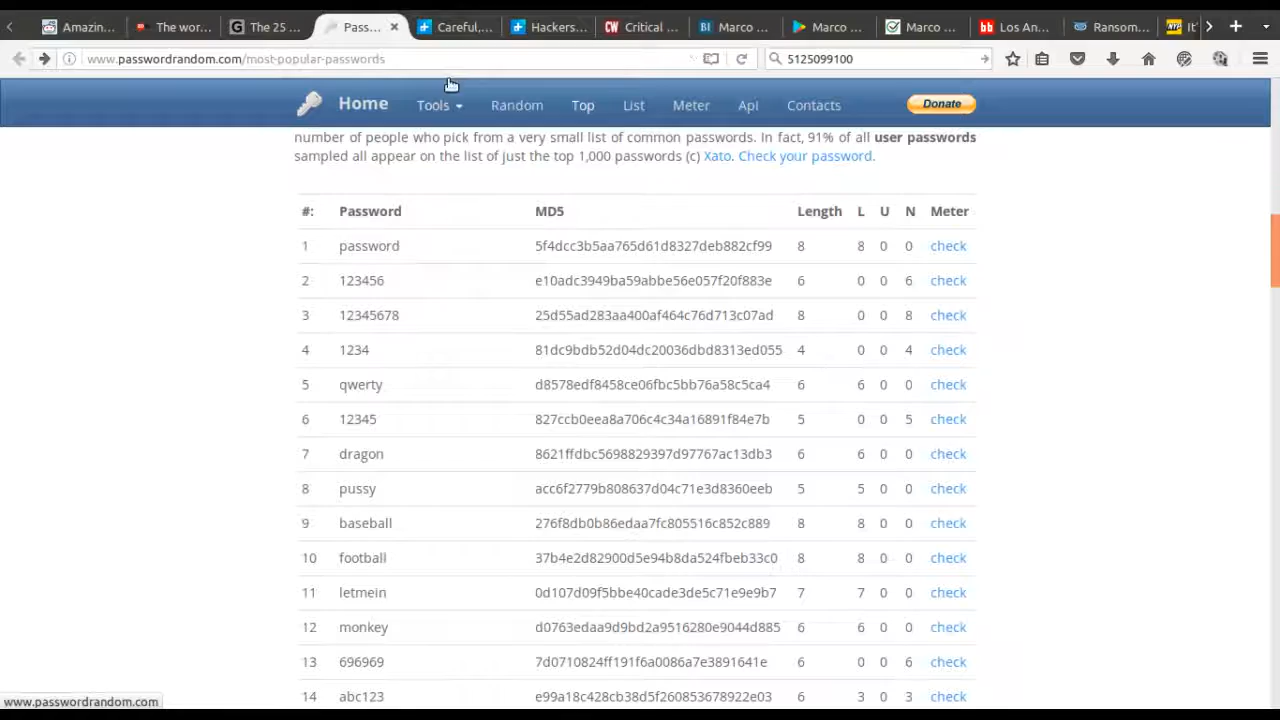 Amazin... The wor... The 25 ... Pass... Careful,... Hackers... Critical ... Marco ... Marco ... Marco ... Los An... Ransom... It'
www.passwordrandom.com/most-popular-passwords 5125099100
Home Tools Random Top List Meter Api Contacts Donate
number of people who pick from a very small list of common passwords. In fact, 91% of all user passwords
sampled all appear on the list of just the top 1,000 passwords (c) Xato. Check your password.
#: Password MD5 Length L U N Meter
1 password 5f4dcc3b5aa765d61d8327deb882cf99 8 8 0 0 check
2 123456 e10adc3949ba59abbe56e057f20f883e 6 0 0 6 check
3 12345678 25d55ad283aa400af464c76d713c07ad 8 0 0 8 check
4 1234 81dc9bdb52d04dc20036dbd8313ed055 4 0 0 4 check
5 qwerty d8578edf8458ce06fbc5bb76a58c5ca4 6 6 0 0 check
6 12345 827ccb0eea8a706c4c34a16891f84e7b 5 0 0 5 check
7 dragon 8621ffdbc5698829397d97767ac13db3 6 6 0 0 check
8 pussy acc6f2779b808637d04c71e3d8360eeb 5 5 0 0 check
9 baseball 276f8db0b86edaa7fc805516c852c889 8 8 0 0 check
10 football 37b4e2d82900d5e94b8da524fbeb33c0 8 8 0 0 check
11 letmein 0d107d09f5bbe40cade3de5c71e9e9b7 7 7 0 0 check
12 monkey d0763edaa9d9bd2a9516280e9044d885 6 6 0 0 check
13 696969 7d0710824ff191f6a0086a7e3891641e 6 0 0 6 check
14 abc123 e99a18c428cb38d5f260853678922e03 6 3 0 3 check
www.passwordrandom.com